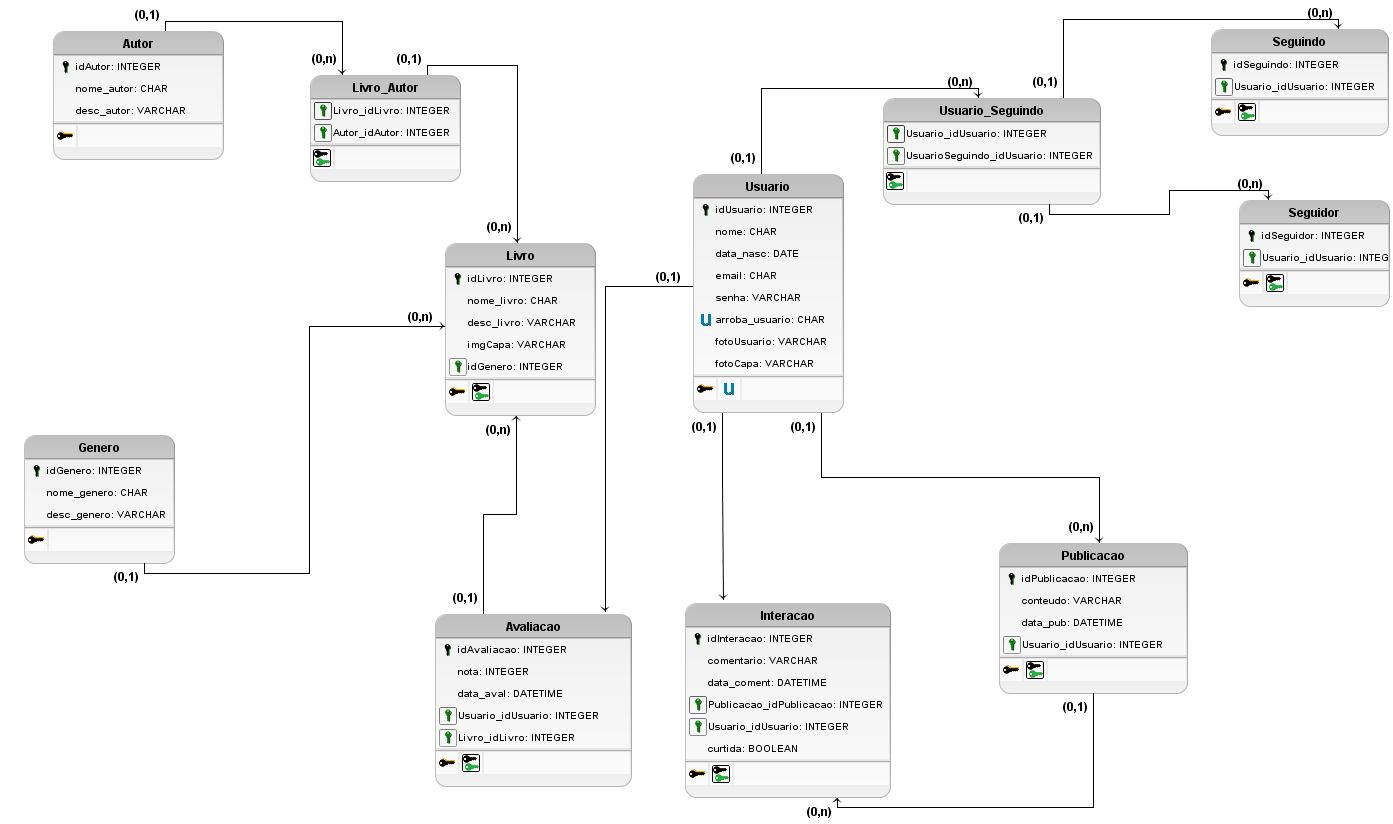 (0,1)
Autor
idAutor: INTEGER
nome_autor: CHAR
desc_autor: VARCHAR
(0,n)
(0,1)
Livro_Autor
Livro_idLivro: INTEGER
Autor_idAutor: INTEGER
(0,n)
Livro
idLivro: INTEGER
nome_livro: CHAR
desc_livro: VARCHAR
imgCapa: VARCHAR
idGenero: INTEGER
(0,n)
(0,n)
Genero
idGenero: INTEGER
nome_genero: CHAR
desc_genero: VARCHAR
(0,1)
(0,1)
Avaliacao
idAvaliacao: INTEGER
nota: INTEGER
data_aval: DATETIME
Usuario_idUsuario: INTEGER
Livro_idLivro: INTEGER
(0,1)
(0,1)
Usuario
idUsuario: INTEGER
nome: CHAR
data_nasc: DATE
email: CHAR
senha: VARCHAR
U arroba_usuario: CHAR
fotoUsuario: VARCHAR
fotoCapa: VARCHAR
U
(0,1)
(0,1)
(0,n)
(0,1)
Usuario_Seguindo
Usuario_idUsuario: INTEGER
UsuarioSeguindo_idUsuario: INTEGER
(0,1)
(0,n)
Seguindo
idSeguindo: INTEGER
Usuario_idUsuario: INTEGER
(0,n)
Seguidor
idSeguidor: INTEGER
Usuario_idUsuario: INTEG
(0,n)
Publicacao
idPublicacao: INTEGER
conteudo: VARCHAR
data_pub: DATETIME
Usuario_idUsuario: INTEGER
(0,1)
Interacao
idInteracao: INTEGER
comentario: VARCHAR
data_coment: DATETIME
Publicacao_idPublicacao: INTEGER
Usuario_idUsuario: INTEGER
curtida: BOOLEAN
(0,n)